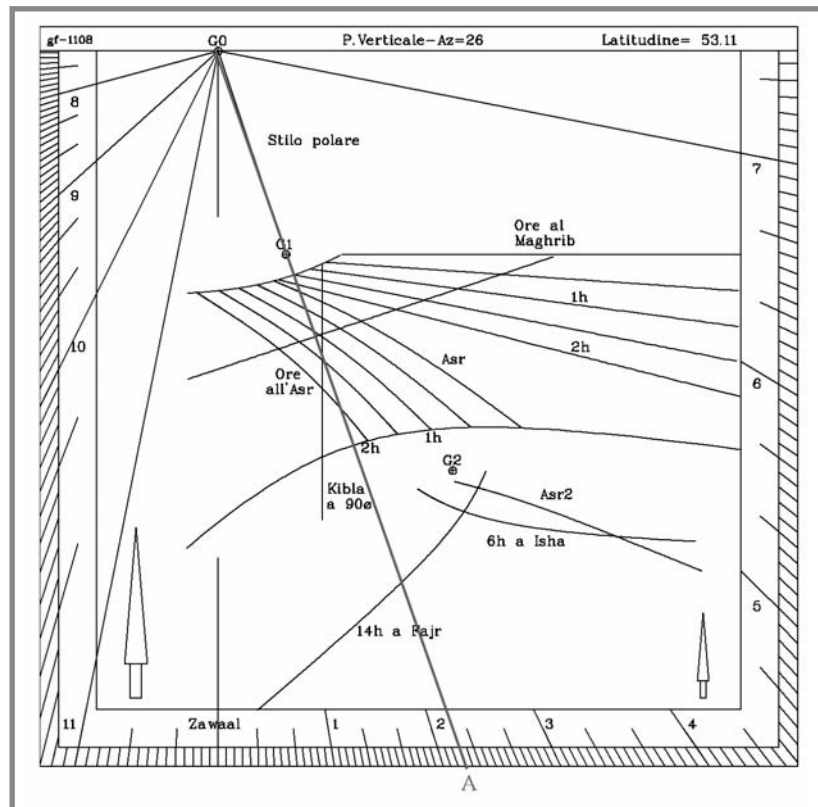 gf-1108 G0 P.Verticale-Az=26 Latitudine= 53.11
8
Stilo polare
7
9
Ore al
Maghrib
G1
1h
10
2h
Asr
6
Ore
all'Asr
1h
2h
G2
Kibla
a 90ø
Asr2
6h a Isha
5
14h a Fajr
11 Zawaal 1 2 3 4
A